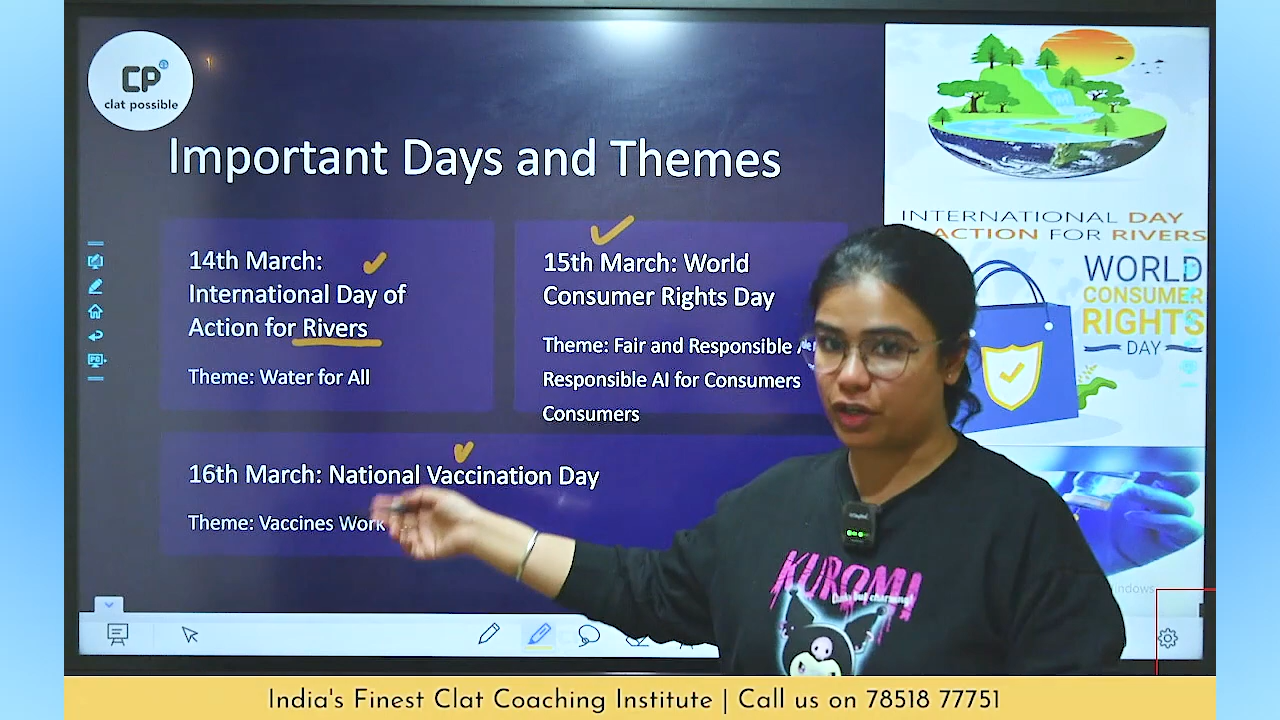 CP
clat possible
Important Days and Themes
14th March:
International Day of
Action for Rivers
Theme: Water for All
15th March: World
Consumer Rights Day
Theme: Fair and Responsible
Responsible AI for Consumers
Consumers
16th March: National Vaccination Day
Theme: Vaccines Work
INTERNATIONAL DAY
ACTION FOR RIVERS
WORLD
CONSUMER
RIGHTS
DAY
KUROMI
India's Finest Clat Coaching Institute | Call us on 78518 77751